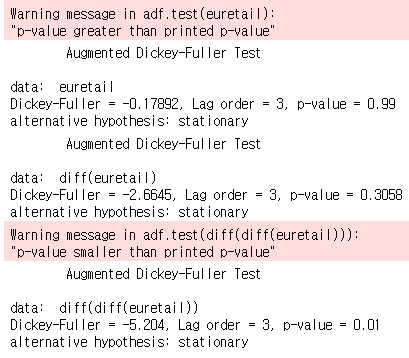 Warning message in adf.test(euretail):
"p-value greater than printed p-value"
Augmented Dickey-Fuller Test
data: euretail
Dickey-Fuller = -0.17892, Lag order = 3, p-value = 0.99
alternative hypothesis: stationary
Augmented Dickey-Fuller Test
data: diff(euretail)
Dickey-Fuller = -2.6645, Lag order = 3, p-value = 0.3058
alternative hypothesis: stationary
Warning message in adf.test(diff(diff(euretail))):
"p-value smaller than printed p-value"
Augmented Dickey-Fuller Test
data: diff(diff(euretail))
Dickey-Fuller = -5.204, Lag order = 3, p-value = 0.01
alternative hypothesis: stationary